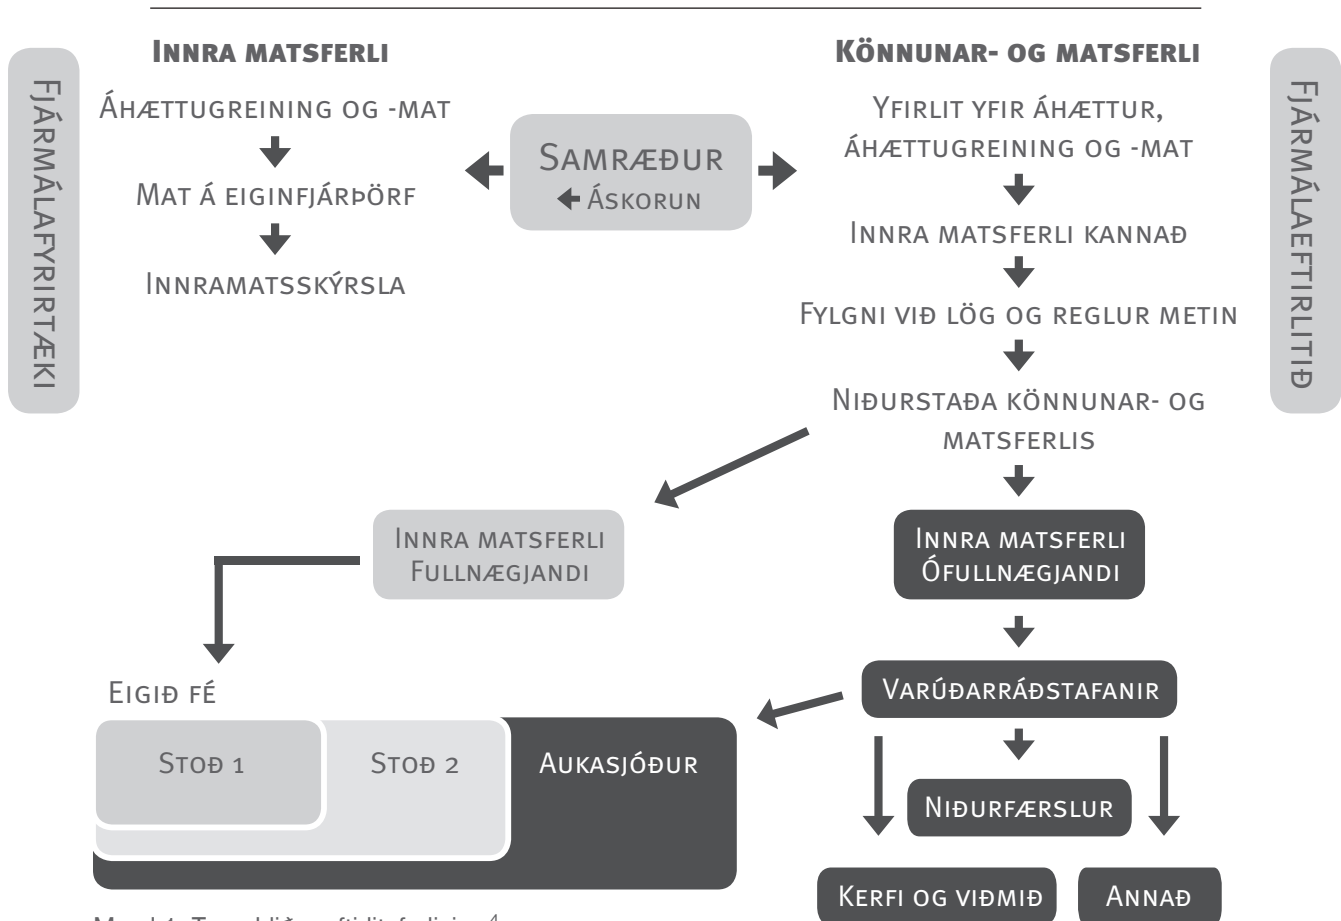 Fjármálafyrirtæki
Innra matsferli
Áhættugreining og -mat
Mat á eiginfjárþörf
Innramatsskýrsla
Samræður
Áskorun
Könnunar- og matsferli
Yfirlit yfir áhættur,
áhættugreining og -mat
Innra matsferli kannað
Fylgni við lög og reglur metin
Niðurstaða könnunar- og
matsferlis
Fjármálaeftirlitið
Innra matsferli
Fullnægjandi
Innra matsferli
Ófullnægjandi
Eigið fé
Stoð 1
Stoð 2
Aukasjóður
Varúðarráðstafanir
Niðurfærslur
Kerfi og viðmið
Annað